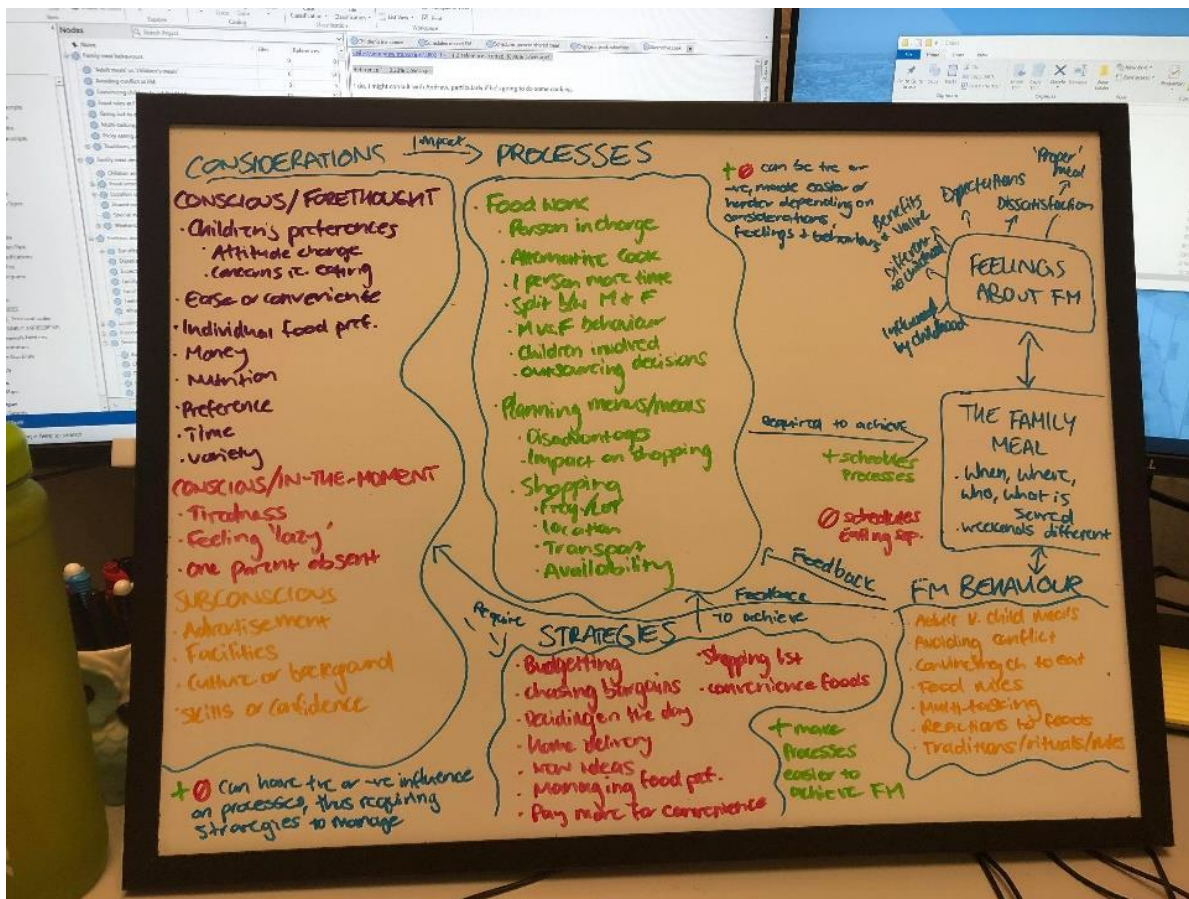 CONSIDERATIONS
Impact
PROCESSES
CONSCIOUS/FORETHOUGHT
· Children's preferences
· Attitude change
· Concerns re. eating
· Ease or convenience
· Individual food pref.
· Money
· Nutrition
· Preference
· Time
· Variety
CONSCIOUS/IN-THE-MOMENT
· Tiredness
· Feeling 'lazy'
· One parent absent
SUBCONSCIOUS
· Advertisement
· Facilities
· Culture or background
· Skills or confidence
+ ∅ can have +ve or -ve influence
on processes, thus requiring
strategies to manage
· Food work
· Person in charge
· Alternative cook
· 1 person more time
· Split b/w M + F
· M vs F behaviour
· Children involved
· outsourcing decisions
· Planning menus/meals
· Disadvantages
· Impact on shopping
· Shopping
· Freq/
· location
· Transport
· Availability
+ ∅ can be +ve or
-ve, made easier or
harder depending on
considerations,
feelings + behaviours
Influenced
by childhood
Different
to childhood
Benefits
+ value
Expectations
Dissatisfaction
'Proper'
meal
FEELINGS
ABOUT FM
Required to achieve
+ schedules
processes
∅ schedules
Eating sep.
THE FAMILY
MEAL
· When, where,
who, what is
served
· weekends different
Feedback
Feedback
To achieve
Require
STRATEGIES
· Budgetting
· chasing bargains
· Deciding on the day
· Home delivery
· New ideas
· Managing food pref.
· Pay more for convenience
· Shopping list
· convenience foods
+ make
processes
easier to
achieve FM
FM BEHAVIOUR
· Adult v. child meals
· Avoiding conflict
· Convincing ch to eat
· Food rules
· Multi-tasking
· Reactions to foods
· Traditions/rituals/rules
Nodes
Search Project